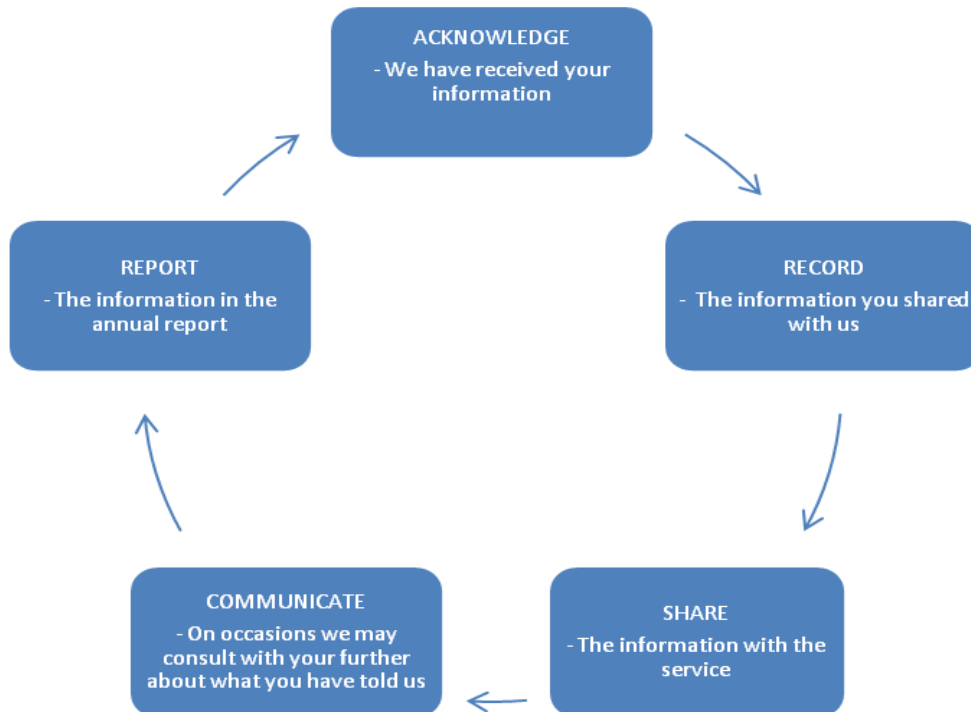 ACKNOWLEDGE
- We have received your
information
RECORD
- The information you shared
with us
SHARE
- The information with the
service
COMMUNICATE
- On occasions we may
consult with your further
about what you have told us
REPORT
- The information in the
annual report